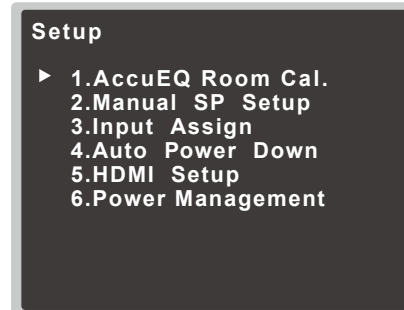 Setup
1.AccuEQ Room Cal.
2.Manual SP Setup
3.Input Assign
4.Auto Power Down
5.HDMI Setup
6.Power Management